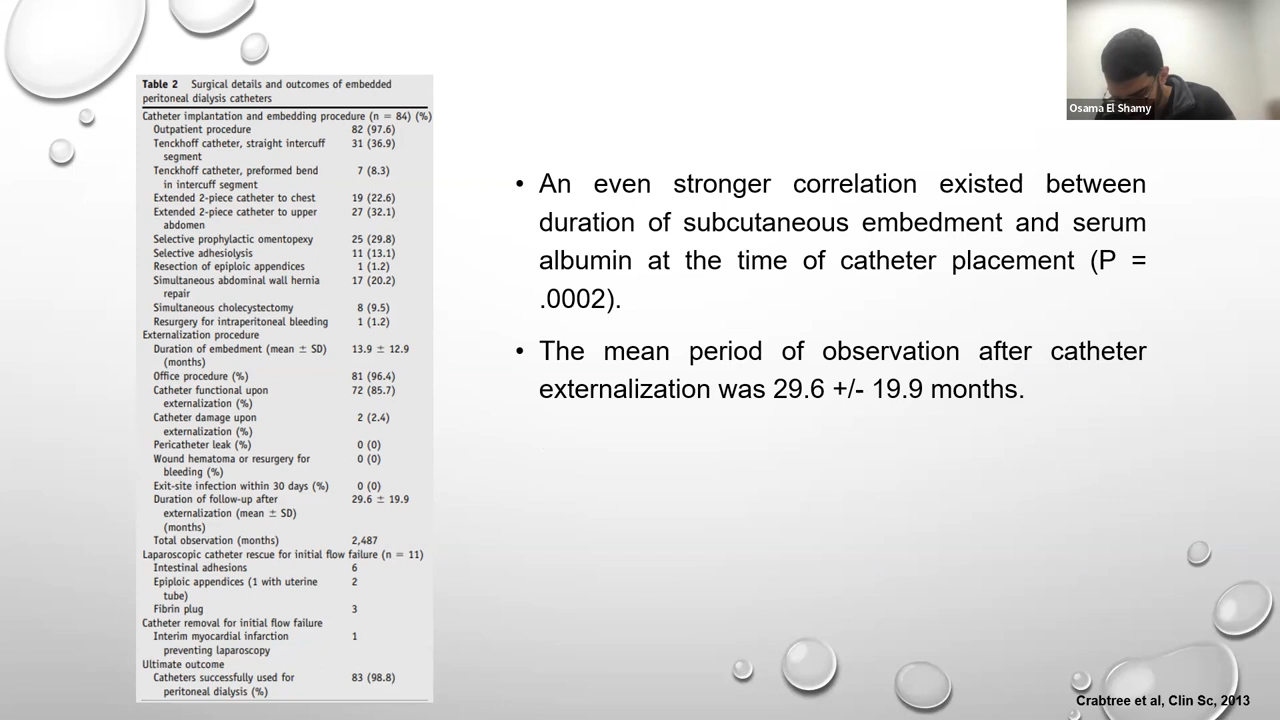 Table 2 Surgical details and outcomes of embedded
peritoneal dialysis catheters
Catheter implantation and embedding procedure (n = 84) (%)
Outpatient procedure 82 (97.6)
Tenckhoff catheter, straight intercuff 31 (36.9)
segment
Tenckhoff catheter, preformed bend 7 (8.3)
in intercuff segment
Extended 2-piece catheter to chest 19 (22.6)
Extended 2-piece catheter to upper 27 (32.1)
abdomen
Selective prophylactic omentopexy 25 (29.8)
Selective adhesiolysis 11 (13.1)
Resection of epiploic appendices 1 (1.2)
Simultaneous abdominal wall hernia 17 (20.2)
repair
Simultaneous cholecystectomy 8 (9.5)
Resurgery for intraperitoneal bleeding 1 (1.2)
Externalization procedure
Duration of embedment (mean ± SD) 13.9 ± 12.9
(months)
Office procedure (%) 81 (96.4)
Catheter functional upon 72 (85.7)
externalization (%)
Catheter damage upon 2 (2.4)
externalization (%)
Pericatheter leak (%) 0 (0)
Wound hematoma or resurgery for 0 (0)
bleeding (%)
Exit-site infection within 30 days (%) 0 (0)
Duration of follow-up after 29.6 ± 19.9
externalization (mean ± SD)
(months)
Total observation (months) 2,487
Laparoscopic catheter rescue for initial flow failure (n = 11)
Intestinal adhesions 6
Epiploic appendices (1 with uterine 2
tube)
Fibrin plug 3
Catheter removal for initial flow failure
Interim myocardial infarction 1
preventing laparoscopy
Ultimate outcome
Catheters successfully used for 83 (98.8)
peritoneal dialysis (%)
• An even stronger correlation existed between
duration of subcutaneous embedment and serum
albumin at the time of catheter placement (P =
.0002).
• The mean period of observation after catheter
externalization was 29.6 +/- 19.9 months.
Osama El Shamy
Crabtree et al, Clin Sc, 2013